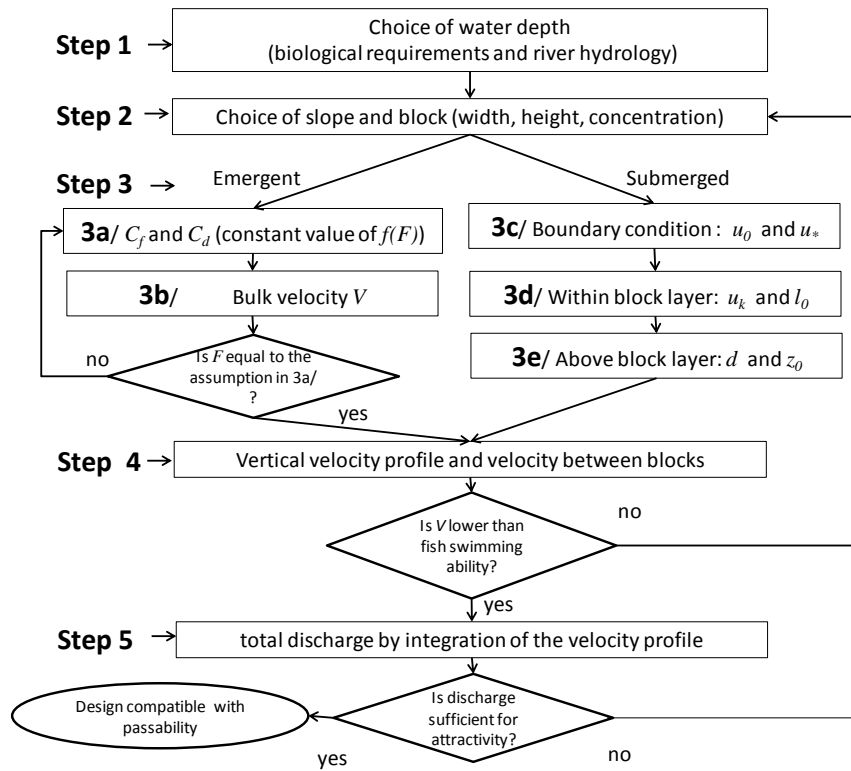 Step 1
Choice of water depth
(biological requirements and river hydrology)
Step 2
Choice of slope and block (width, height, concentration)
Step 3
Emergent
Submerged
3a/ C_f and C_d (constant value of f(F))
3c/ Boundary condition : u_0 and u_*
3b/ Bulk velocity V
3d/ Within block layer: u_k and l_0
no
Is F equal to the
assumption in 3a/
?
3e/ Above block layer: d and z_0
yes
Step 4
Vertical velocity profile and velocity between blocks
no
Is V lower than
fish swimming
ability?
yes
Step 5
total discharge by integration of the velocity profile
Design compatible with
passability
Is discharge
sufficient for
attractivity?
yes
no